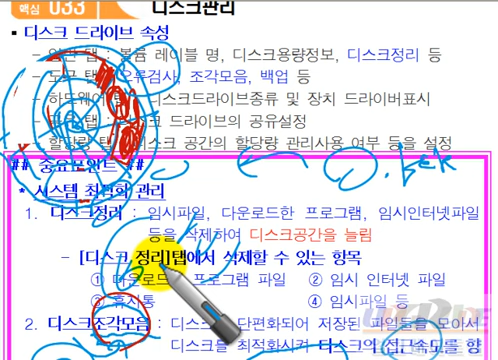 핵심 033 디스크관리
▪ 디스크 드라이브 속성
– 일반 탭 : 볼륨 레이블 명, 디스크용량정보, 디스크정리 등
– 도구 탭 : 오류검사, 조각모음, 백업 등
– 하드웨어 탭 : 디스크드라이브종류 및 장치 드라이버표시
– 공유 탭 : 디스크 드라이브의 공유설정
– 할당량 탭 : 디스크 공간의 할당량 관리사용 여부 등을 설정
## 중요포인트 ##
* 시스템 최적화 관리
1. 디스크정리 : 임시파일, 다운로드한 프로그램, 임시인터넷파일
등을 삭제하여 디스크공간을 늘림
– [디스크 정리]탭에서 삭제할 수 있는 항목
① 다운로드한 프로그램 파일 ② 임시 인터넷 파일
③ 휴지통 ④ 임시파일 등
2. 디스크조각모음 : 디스크 단편화되어 저장된 파일들을 모아서
디스크를 최적화시켜 디스크의 접근속도를 향